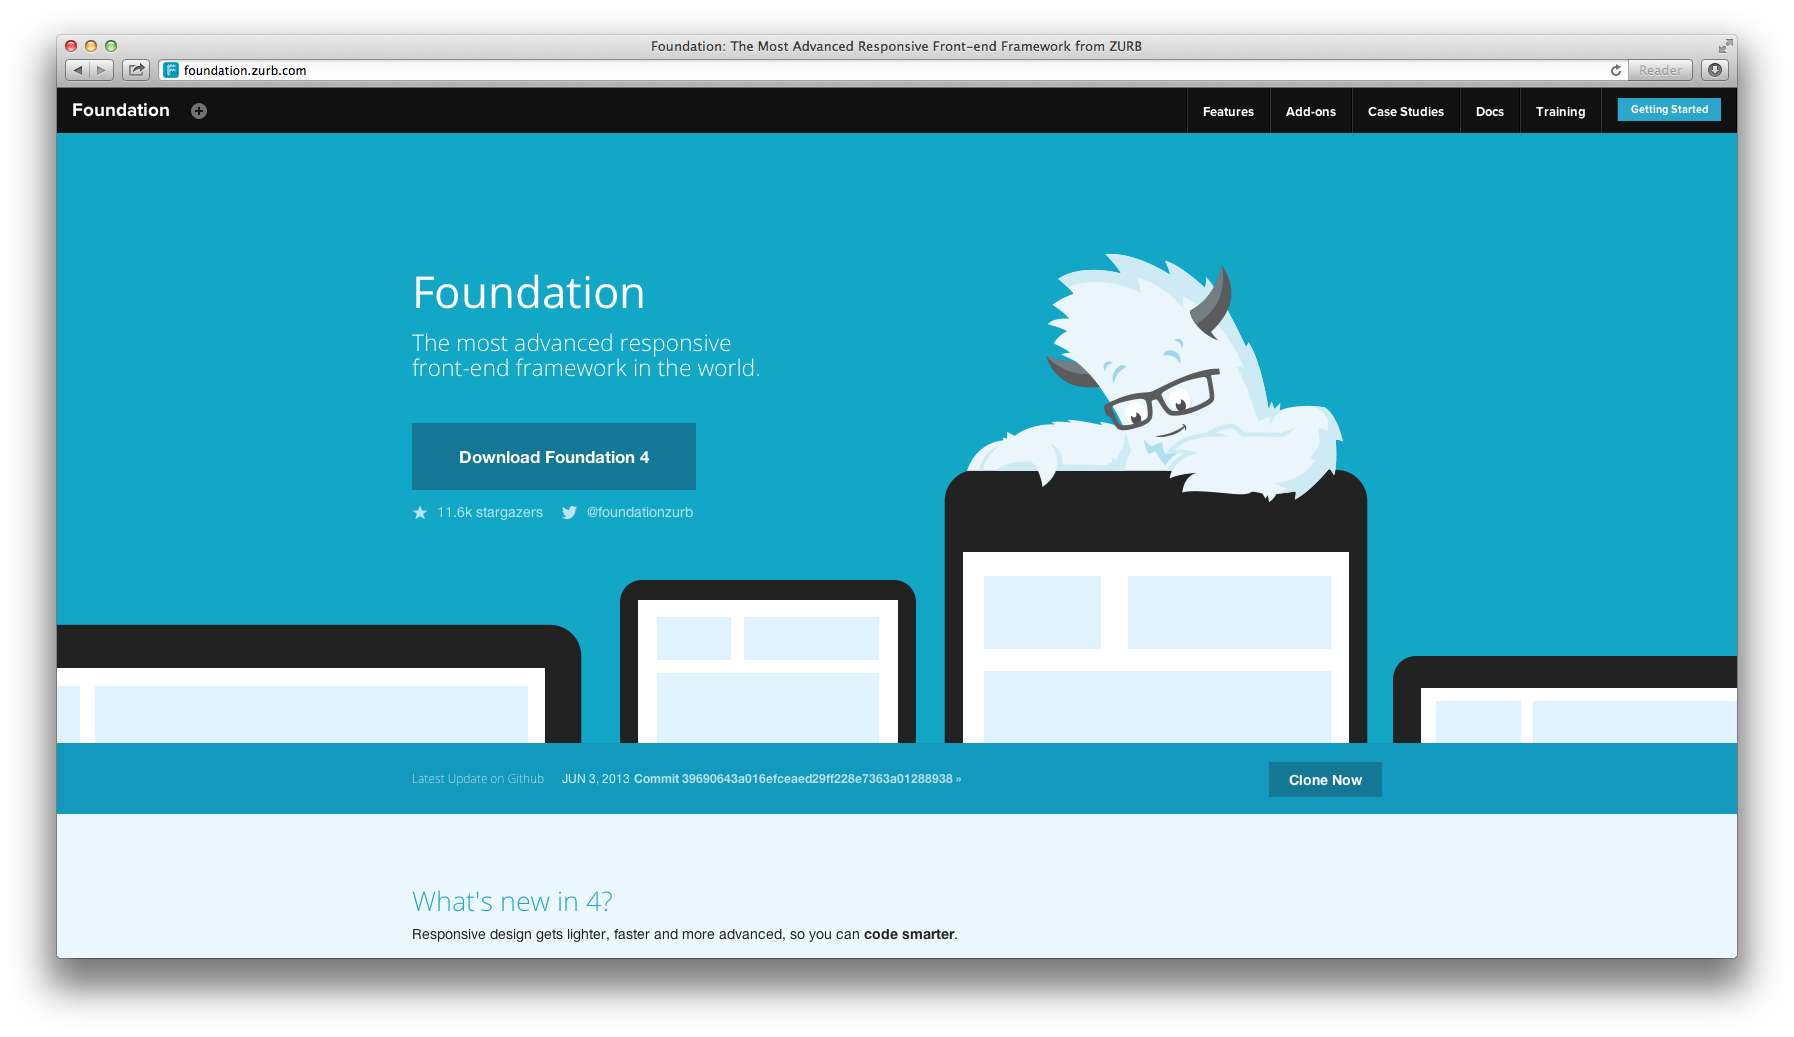 Foundation: The Most Advanced Responsive Front-end Framework from ZURB
foundation.zurb.com
Reader
Foundation
Features
Add-ons
Case Studies
Docs
Training
Getting Started
Foundation
The most advanced responsive
front-end framework in the world.
Download Foundation 4
11.6k stargazers
@foundationzurb
Latest Update on Github
JUN 3, 2013 Commit 39690643a016efceaed29ff228e7363a01288938 »
Clone Now
What's new in 4?
Responsive design gets lighter, faster and more advanced, so you can code smarter.